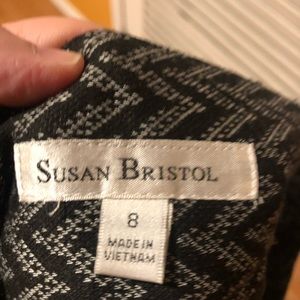 SUSAN BRISTOL
8
MADE IN
VIETNAM